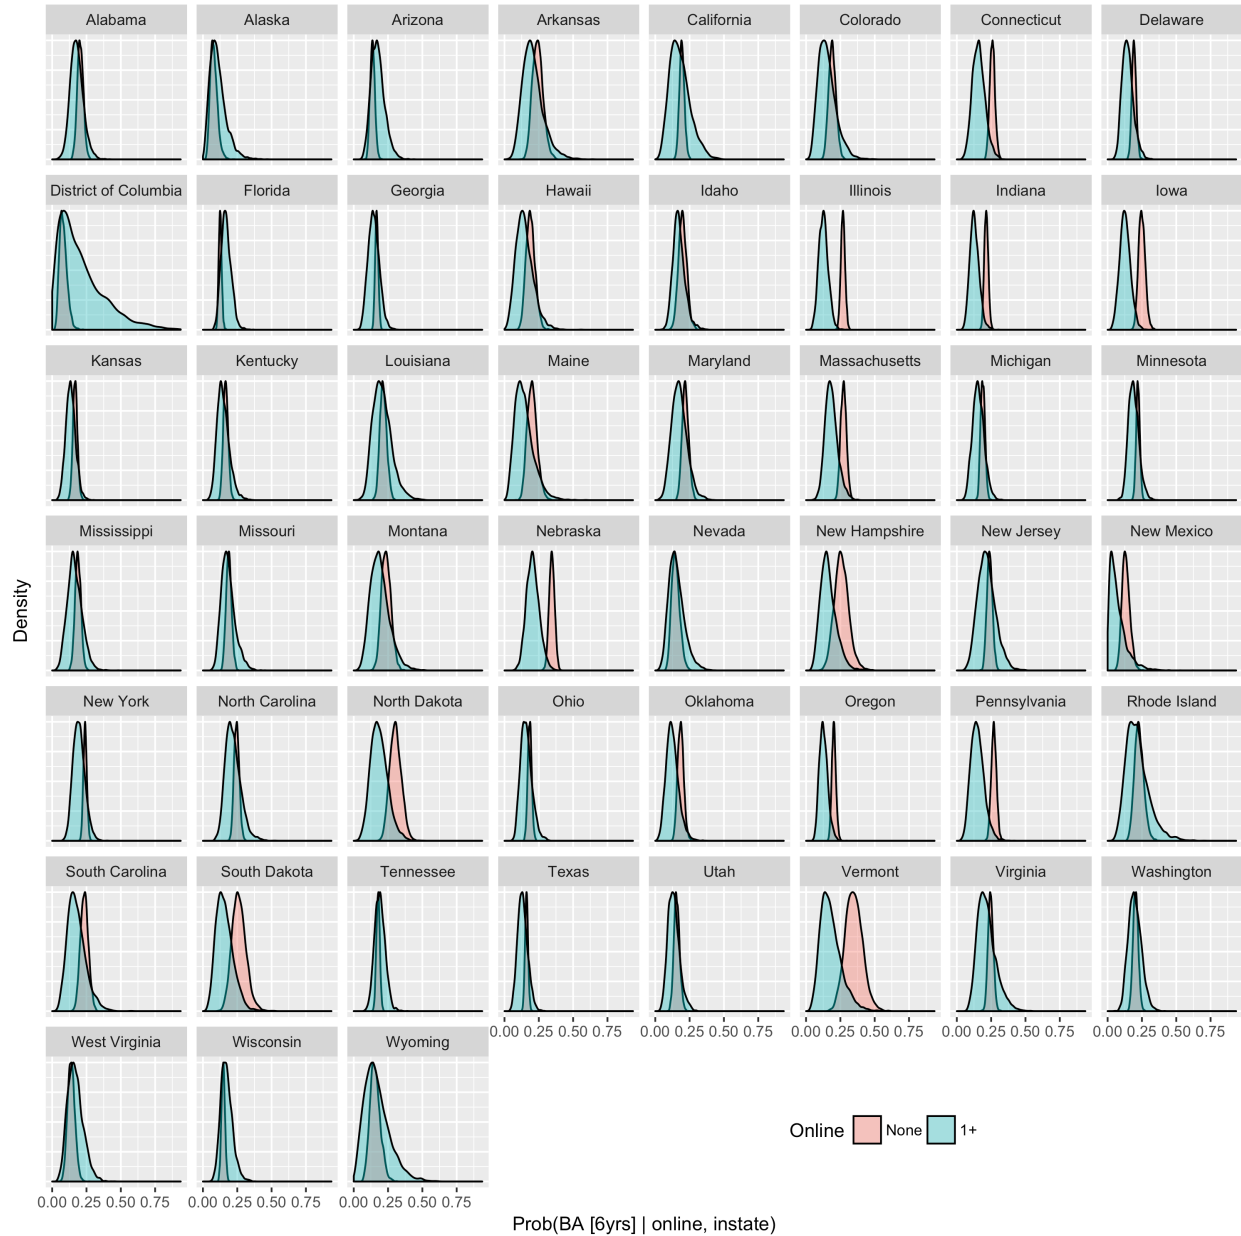 Alabama Alaska Arizona Arkansas California Colorado Connecticut Delaware
District of Columbia Florida Georgia Hawaii Idaho Illinois Indiana Iowa
Kansas Kentucky Louisiana Maine Maryland Massachusetts Michigan Minnesota
Mississippi Missouri Montana Nebraska Nevada New Hampshire New Jersey New Mexico
Density
New York North Carolina North Dakota Ohio Oklahoma Oregon Pennsylvania Rhode Island
South Carolina South Dakota Tennessee Texas Utah Vermont Virginia Washington
0.00 0.25 0.50 0.75 0.00 0.25 0.50 0.75 0.00 0.25 0.50 0.75 0.00 0.25 0.50 0.75 0.00 0.25 0.50 0.75
West Virginia Wisconsin Wyoming
Online None 1+
0.00 0.25 0.50 0.75 0.00 0.25 0.50 0.75 0.00 0.25 0.50 0.75
Prob(BA [6yrs] | online, instate)